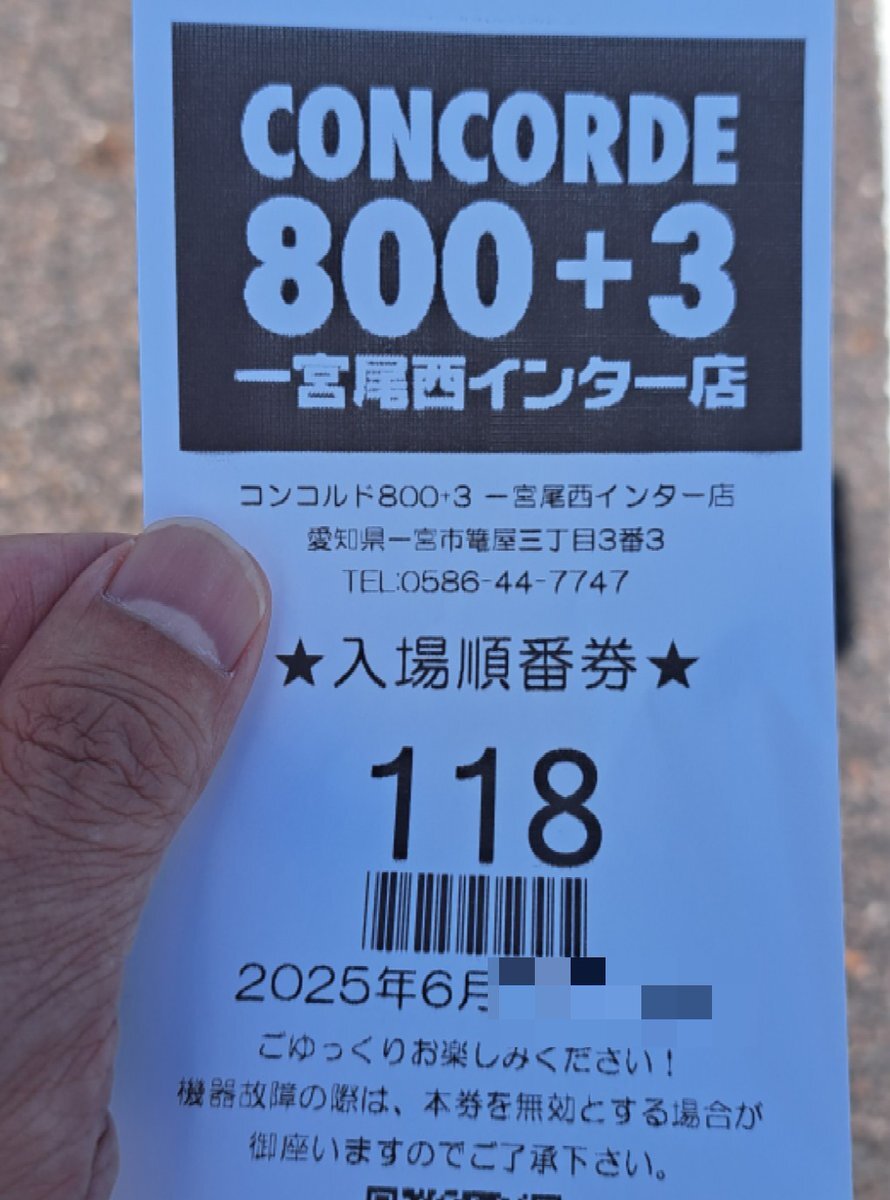 CONCORDE
800+3
一宮尾西インター店
コンコルド800+3 一宮尾西インター店
愛知県一宮市篭屋三丁目3番3
TEL:0586-44-7747
★入場順番券★
118
2025年6月
ごゆっくりお楽しみください!
機器故障の際は、本券を無効とする場合が
御座いますのでご了承下さい。